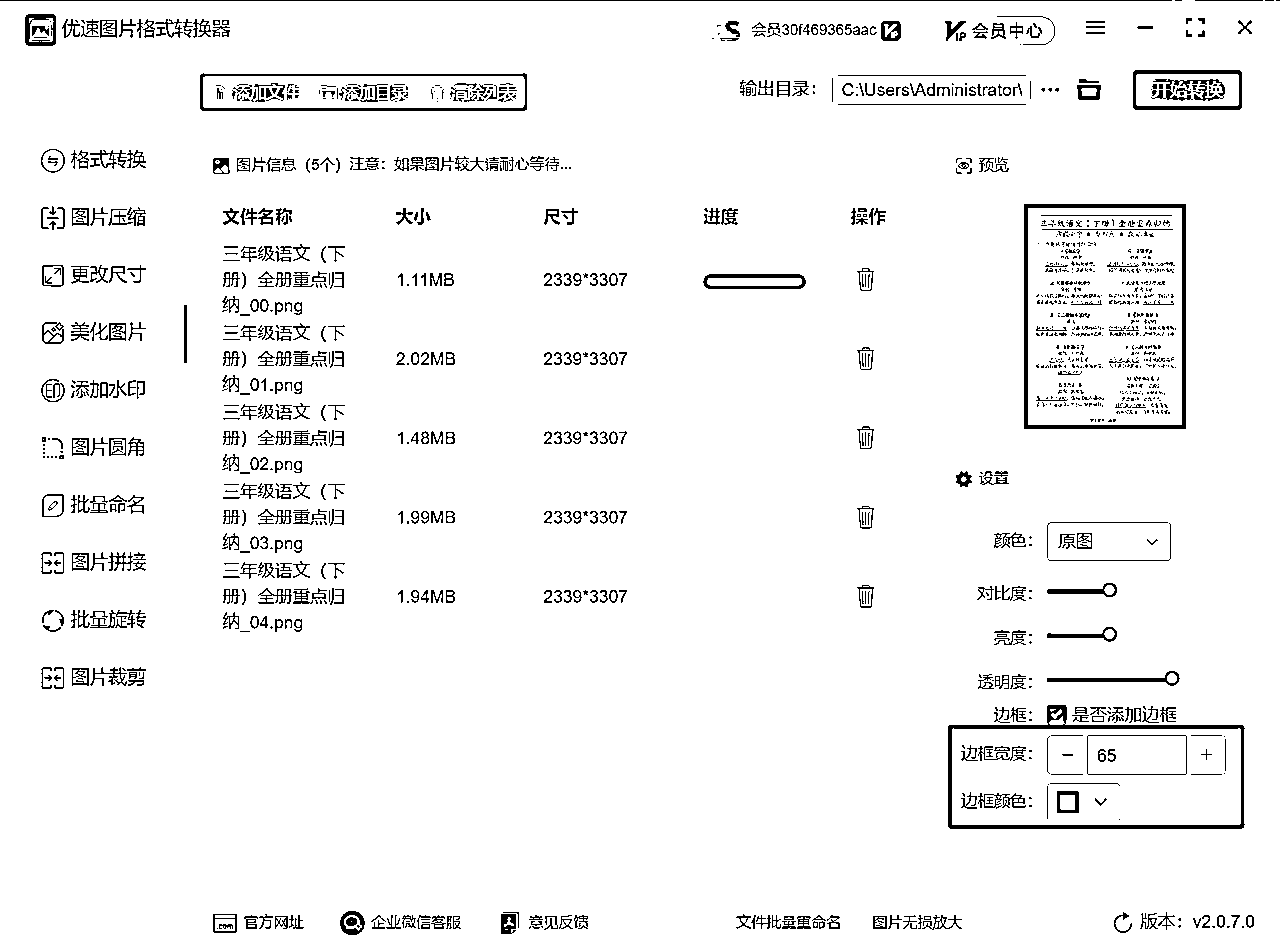 优速图片格式转换器
会员30f469365aac
VIP 会员中心
添加文件 添加目录 清除列表
输出目录： C:\Users\Administrator\ ... 开始转换
格式转换
图片压缩
更改尺寸
美化图片
添加水印
图片圆角
批量命名
图片拼接
批量旋转
图片裁剪
图片信息（5个）注意：如果图片较大请耐心等待...
文件名称 大小 尺寸 进度 操作
三年级语文（下
册）全册重点归 1.11MB 2339*3307
纳_00.png
三年级语文（下
册）全册重点归 2.02MB 2339*3307
纳_01.png
三年级语文（下
册）全册重点归 1.48MB 2339*3307
纳_02.png
三年级语文（下
册）全册重点归 1.99MB 2339*3307
纳_03.png
三年级语文（下
册）全册重点归 1.94MB 2339*3307
纳_04.png
预览
三年级语文（下册）全册重点归纳
设置
颜色： 原图
对比度：
亮度：
透明度：
边框： 是否添加边框
边框宽度： － 65 +
边框颜色：
官方网址 企业微信客服 意见反馈 文件批量重命名 图片无损放大 版本：v2.0.7.0